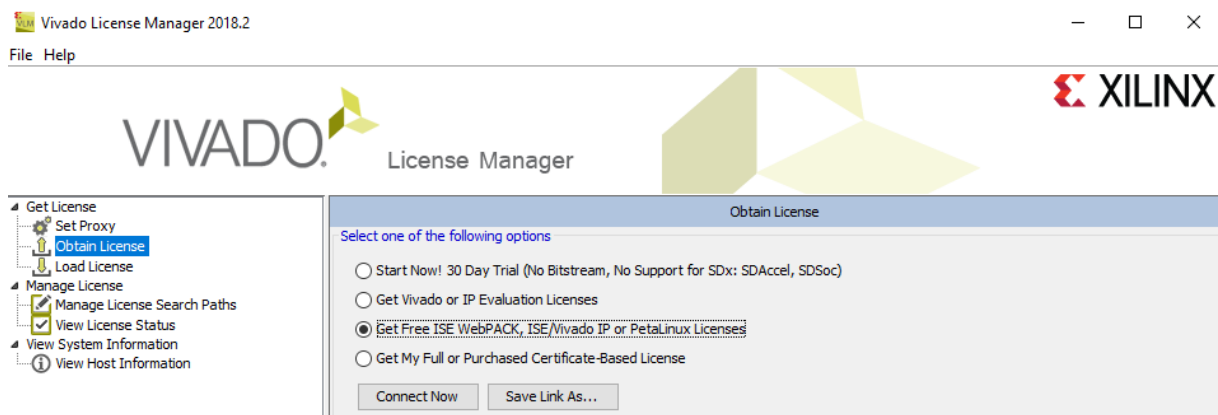 VLM Vivado License Manager 2018.2
File Help
XILINX
VIVADO. License Manager
Get License
Set Proxy
Obtain License
Load License
Manage License
Manage License Search Paths
View License Status
View System Information
View Host Information
Obtain License
Select one of the following options
Start Now! 30 Day Trial (No Bitstream, No Support for SDx: SDAccel, SDSoc)
Get Vivado or IP Evaluation Licenses
Get Free ISE WebPACK, ISE/Vivado IP or PetaLinux Licenses
Get My Full or Purchased Certificate-Based License
Connect Now Save Link As...